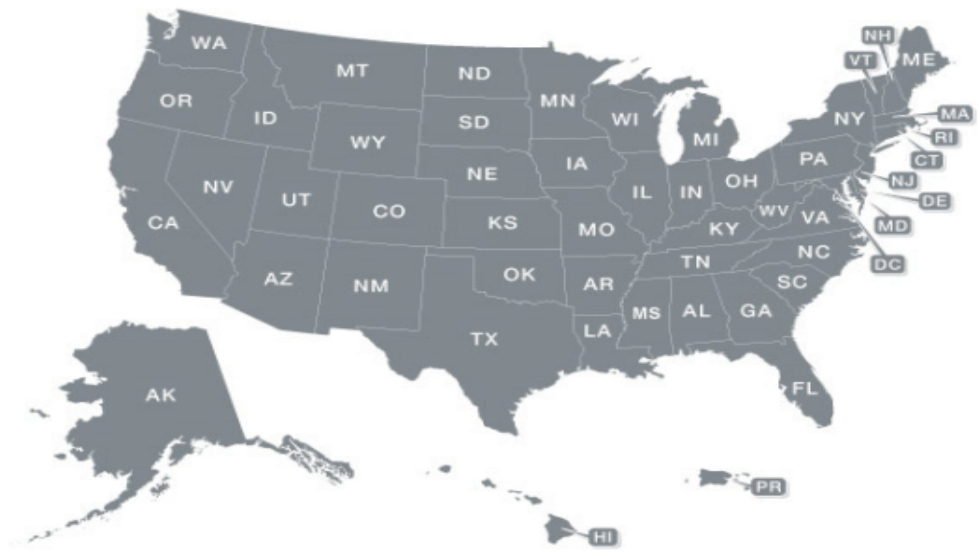 WA
MT
ND
MN
NH
VT
ME
OR
ID
SD
WI
MI
NY
MA
RI
WY
IA
PA
CT
NV
UT
CO
NE
IL
IN
OH
NJ
DE
CA
KS
MO
KY
WV
VA
MD
DC
AZ
NM
OK
AR
TN
NC
SC
TX
LA
MS
AL
GA
FL
AK
HI
PR